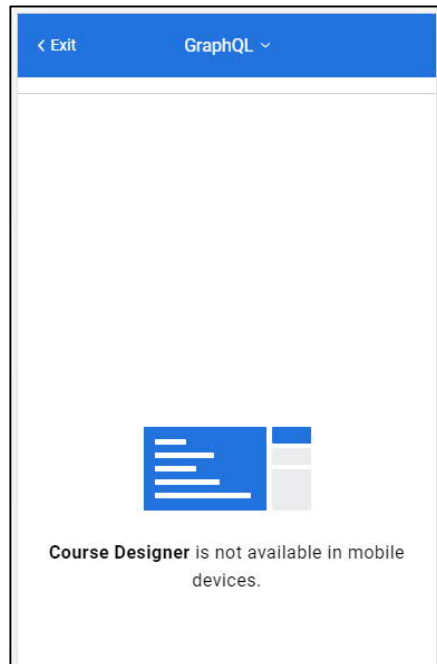 Exit
GraphQL
Course Designer is not available in mobile
devices.